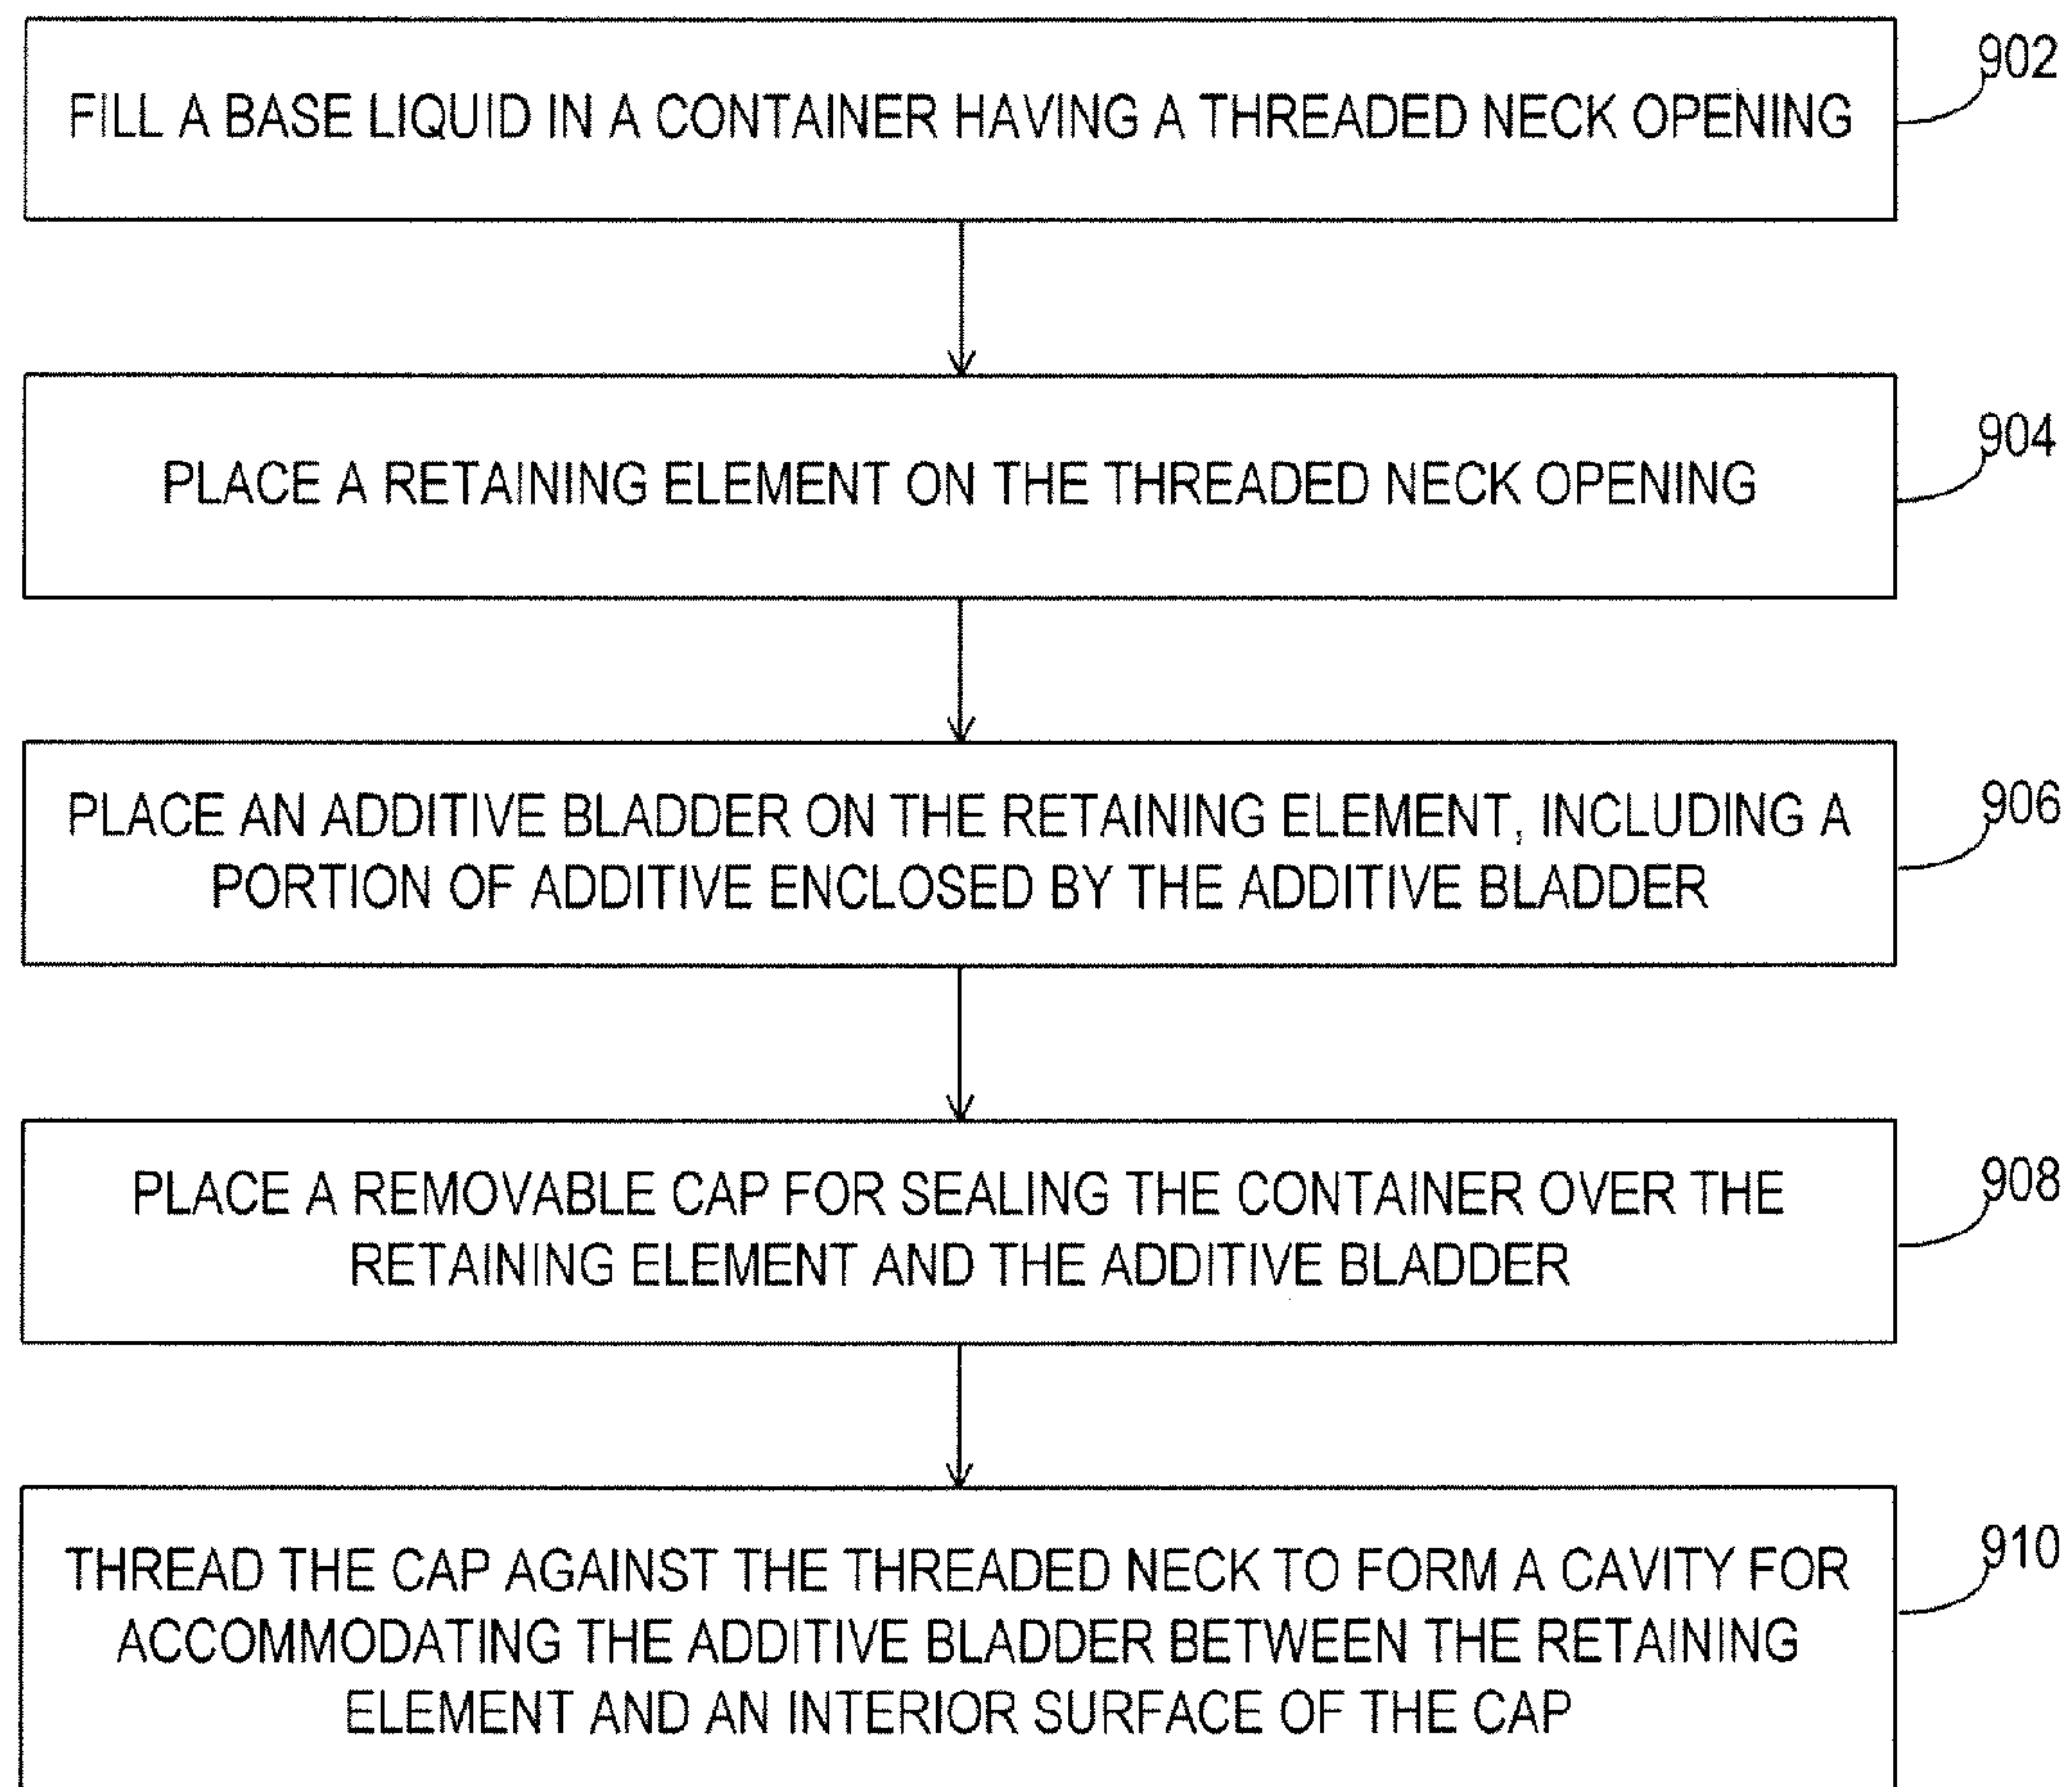 FILL A BASE LIQUID IN A CONTAINER HAVING A THREADED NECK OPENING
902
PLACE A RETAINING ELEMENT ON THE THREADED NECK OPENING
904
PLACE AN ADDITIVE BLADDER ON THE RETAINING ELEMENT, INCLUDING A
PORTION OF ADDITIVE ENCLOSED BY THE ADDITIVE BLADDER
906
PLACE A REMOVABLE CAP FOR SEALING THE CONTAINER OVER THE
RETAINING ELEMENT AND THE ADDITIVE BLADDER
908
THREAD THE CAP AGAINST THE THREADED NECK TO FORM A CAVITY FOR
ACCOMMODATING THE ADDITIVE BLADDER BETWEEN THE RETAINING
ELEMENT AND AN INTERIOR SURFACE OF THE CAP
910